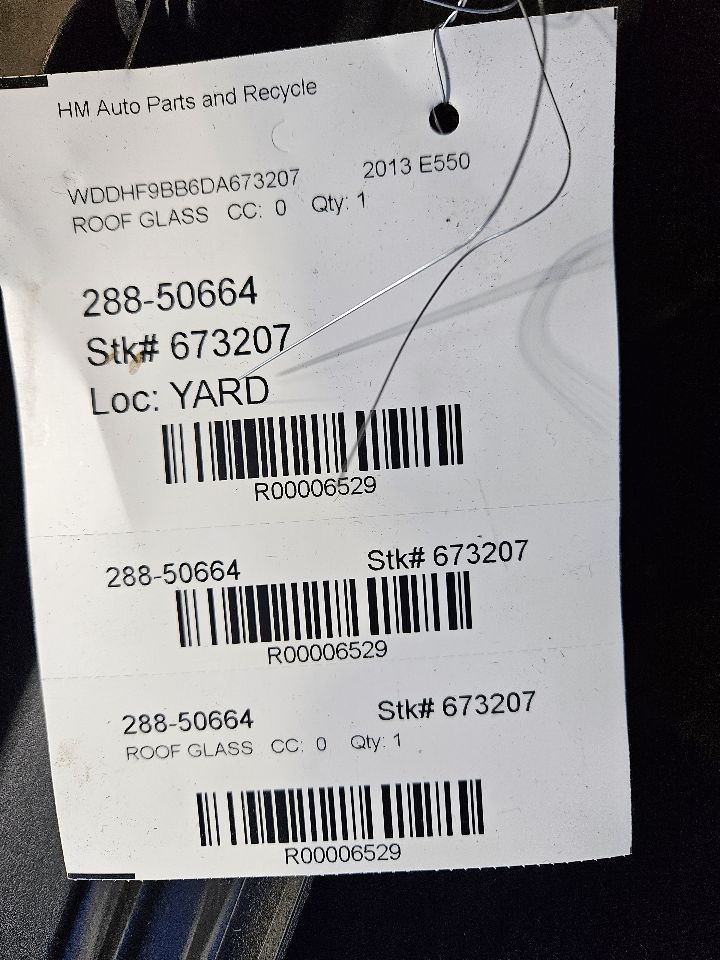 HM Auto Parts and Recycle
WDDHF9BB6DA673207 2013 E550
ROOF GLASS CC: 0 Qty: 1
288-50664
Stk# 673207
Loc: YARD
R00006529
288-50664 Stk# 673207
R00006529
288-50664 Stk# 673207
ROOF GLASS CC: 0 Qty: 1
R00006529